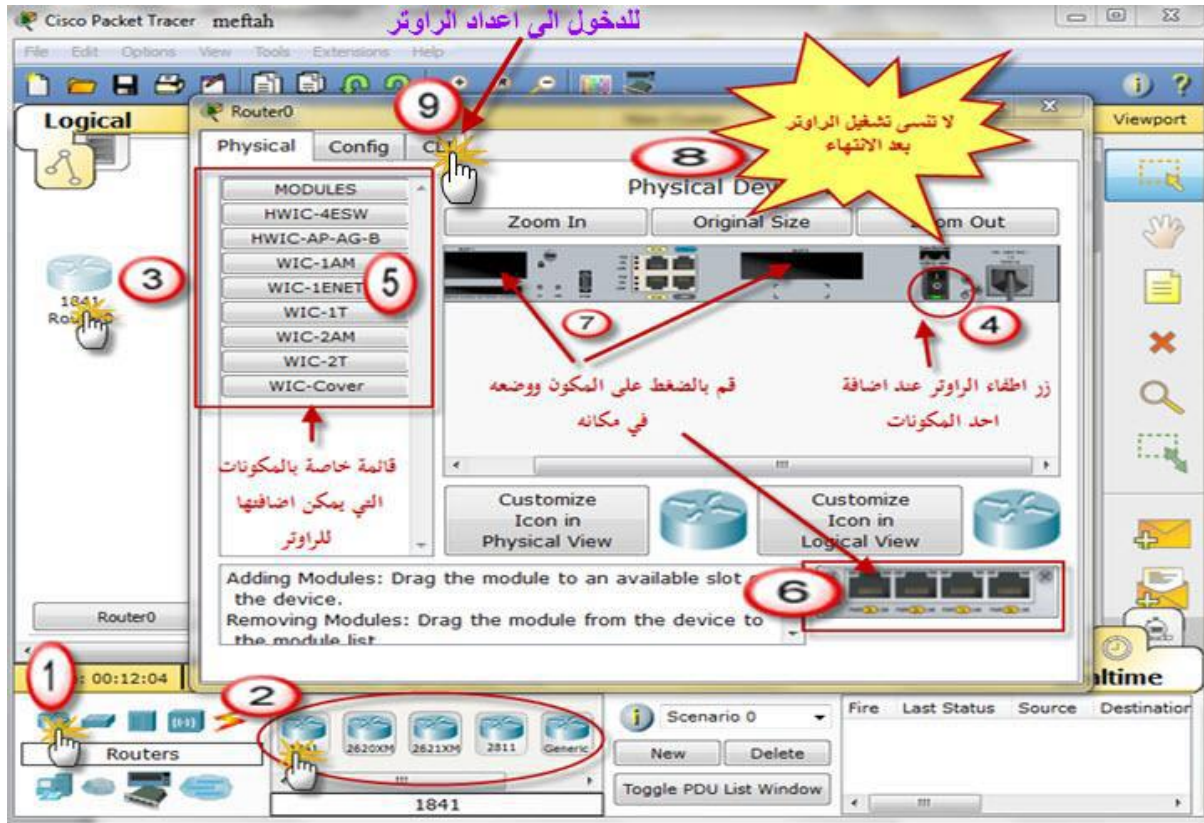 Cisco Packet Tracer meftah
للدخول الى اعداد الراوتر
File Edit Options View Tools Extensions Help
Logical
Viewport
Router0
9
Physical Config
لا تنسى تشغيل الراوتر
بعد الانتهاء
8
MODULES
HWIC-4ESW
HWIC-AP-AG-B
WIC-1AM
WIC-1ENET
WIC-1T
WIC-2AM
WIC-2T
WIC-Cover
5
Physical
Zoom In
Original Size
Out
3
1841
7
4
قم بالضغط على المكون ووضعه
في مكانه
زر اطفاء الراوتر عند اضافة
احد المكونات
قائمة خاصة بالمكونات
التي يمكن اضافتها
للراوتر
Customize
Icon in
Physical View
Customize
Icon in
Logical View
Adding Modules: Drag the module to an available slot
the device.
Removing Modules: Drag the module from the device to
the module list
6
Router0
1
00:12:04
2
Routers
1841
2620XM
2621XM
2811
Generic
1841
Scenario 0
New
Delete
Toggle PDU List Window
Fire Last Status Source Destination